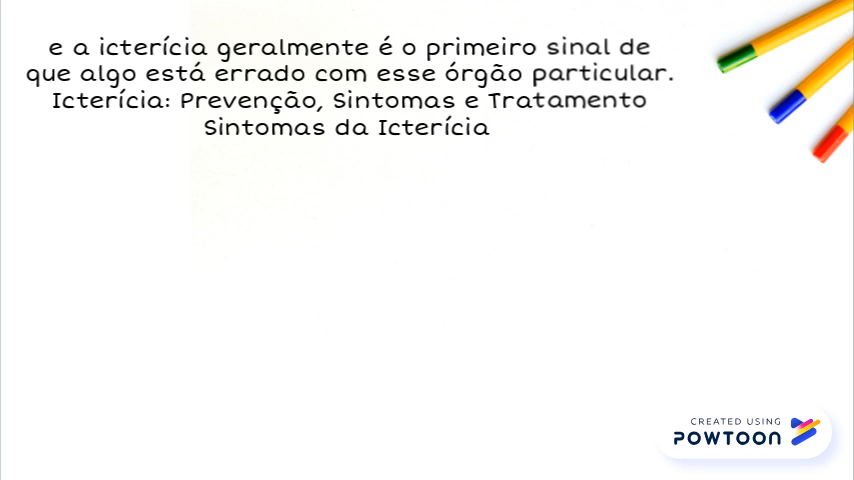 e a icterícia geralmente é o primeiro sinal de
que algo está errado com esse órgão particular.
Icterícia: Prevenção, Sintomas e Tratamento
Sintomas da Icterícia
CREATED USING
POWTOON